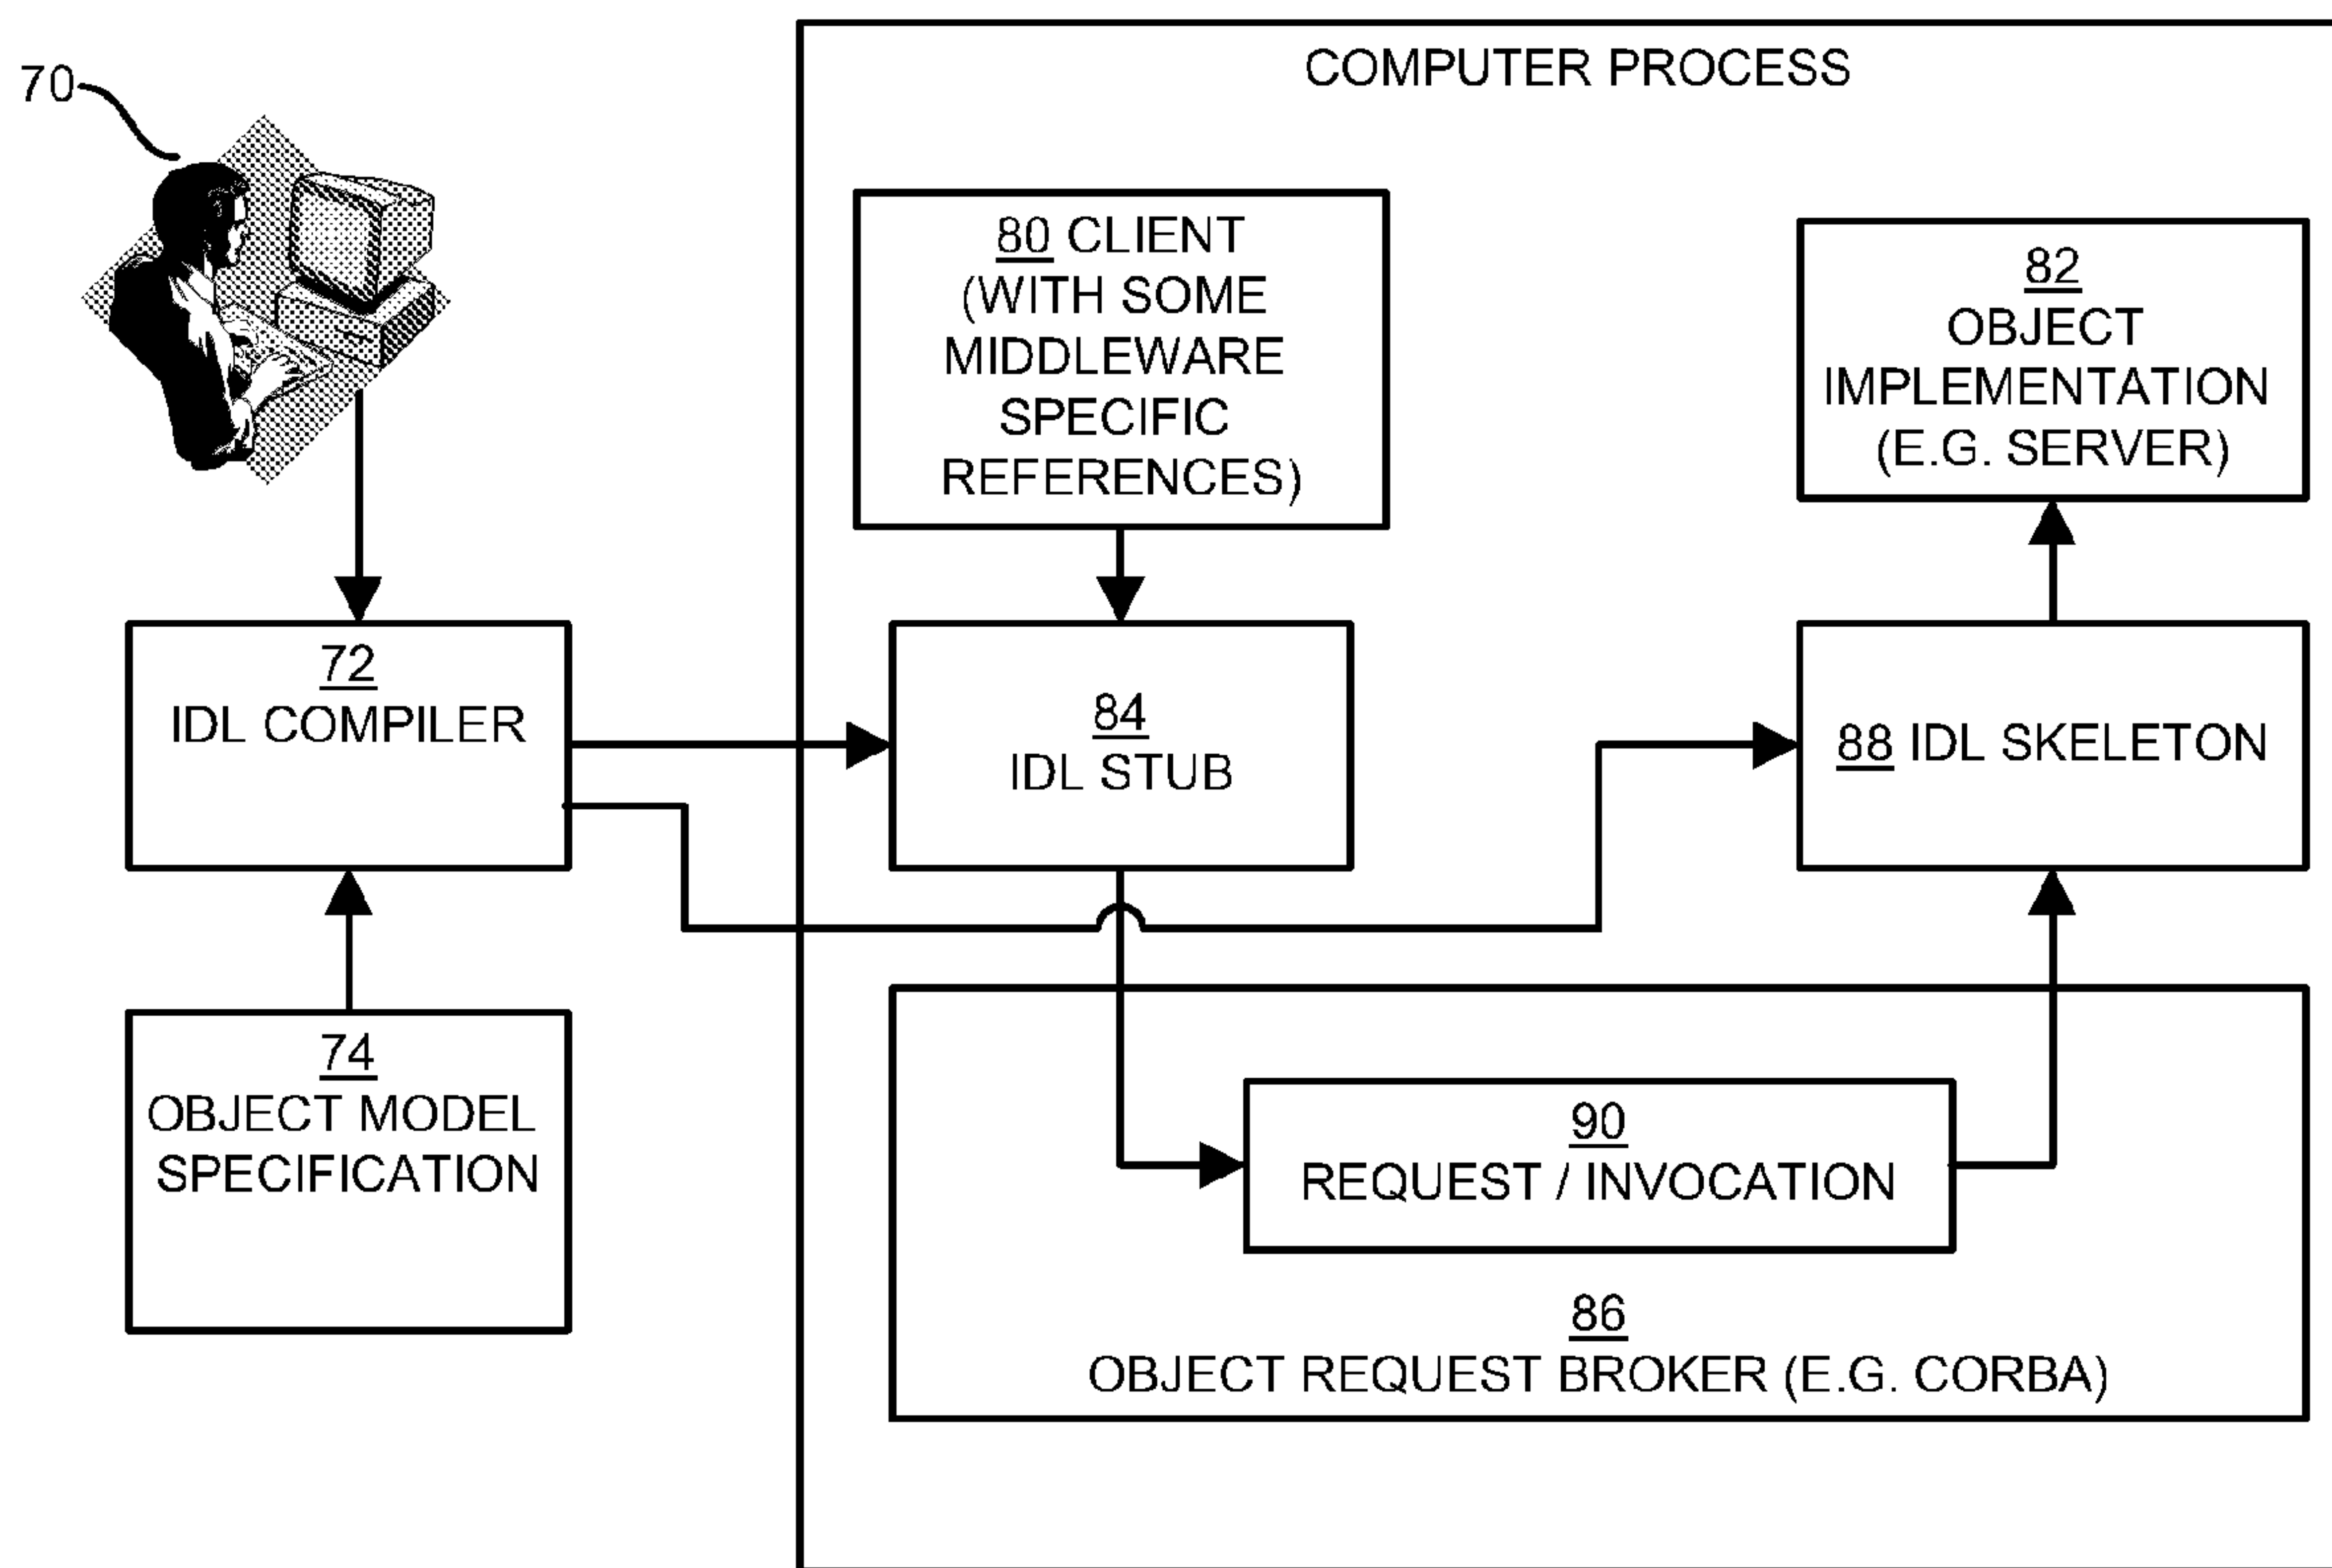 COMPUTER PROCESS
70
80 CLIENT
(WITH SOME
MIDDLEWARE
SPECIFIC
REFERENCES)
82
OBJECT
IMPLEMENTATION
(E.G. SERVER)
72
IDL COMPILER
84
IDL STUB
88 IDL SKELETON
74
OBJECT MODEL
SPECIFICATION
90
REQUEST / INVOCATION
86
OBJECT REQUEST BROKER (E.G. CORBA)